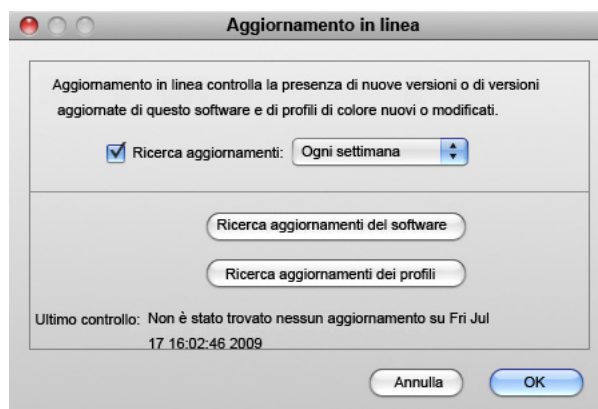 Aggiornamento in linea
Aggiornamento in linea controlla la presenza di nuove versioni o di versioni
aggiornate di questo software e di profili di colore nuovi o modificati.
Ricerca aggiornamenti: Ogni settimana
Ricerca aggiornamenti del software
Ricerca aggiornamenti dei profili
Ultimo controllo: Non è stato trovato nessun aggiornamento su Fri Jul
17 16:02:46 2009
Annulla OK